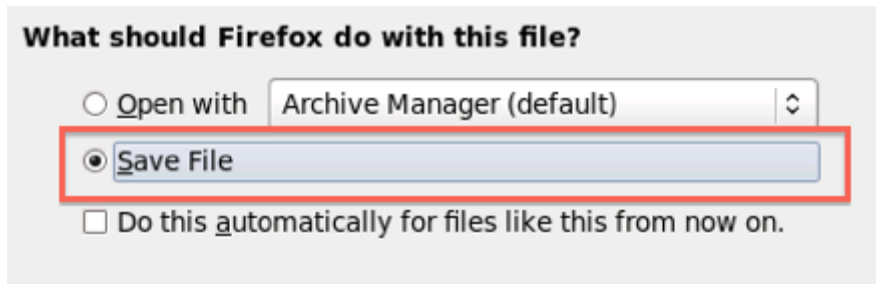 What should Firefox do with this file?
Open with Archive Manager (default)
Save File
Do this automatically for files like this from now on.